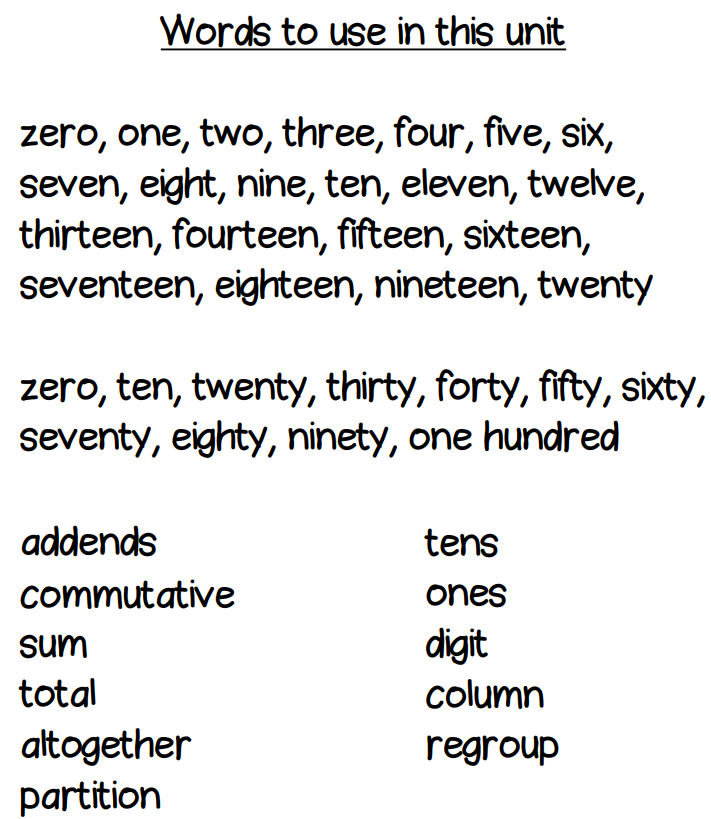 Words to use in this unit
zero, one, two, three, four, five, six,
seven, eight, nine, ten, eleven, twelve,
thirteen, fourteen, fifteen, sixteen,
seventeen, eighteen, nineteen, twenty
zero, ten, twenty, thirty, forty, fifty, sixty,
seventy, eighty, ninety, one hundred
addends
commutative
sum
total
altogether
partition
tens
ones
digit
column
regroup